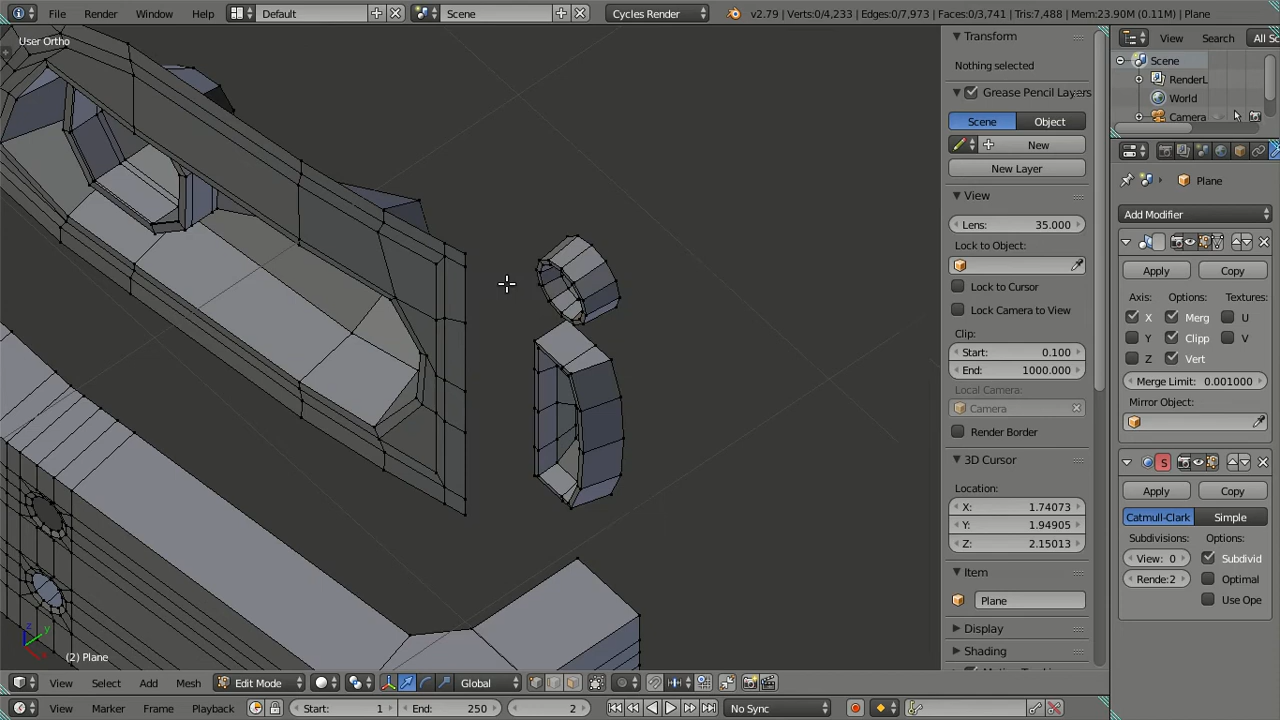 File Render Window Help Default Scene Cycles Render v2.79 | Verts:0/4,233 | Edges:0/7,973 | Faces:0/3,741 | Tris:7,488 | Mem:23.90M (0.11M) | Plane
User Ortho
(2) Plane
z
y
x
View Select Add Mesh Edit Mode Global
View Marker Frame Playback Start: 1 End: 250 2 No Sync
Transform
Nothing selected
Grease Pencil Layers
Scene Object
New
New Layer
View
Lens: 35.000
Lock to Object:
Lock to Cursor
Lock Camera to View
Clip:
Start: 0.100
End: 1000.000
Local Camera:
Camera
Render Border
3D Cursor
Location:
X: 1.74073
Y: 1.94905
Z: 2.15013
Item
Plane
Display
Shading
View Search All Sc
Scene
RenderL
World
Camera
Plane
Add Modifier
Apply Copy
Axis: Options: Textures:
X Merg U
Y Clipp V
Z Vert
Merge Limit: 0.001000
Mirror Object:
S
Apply Copy
Catmull-Clark Simple
Subdivisions: Options:
View: 0 Subdivid
Rende: 2 Optimal
Use Ope